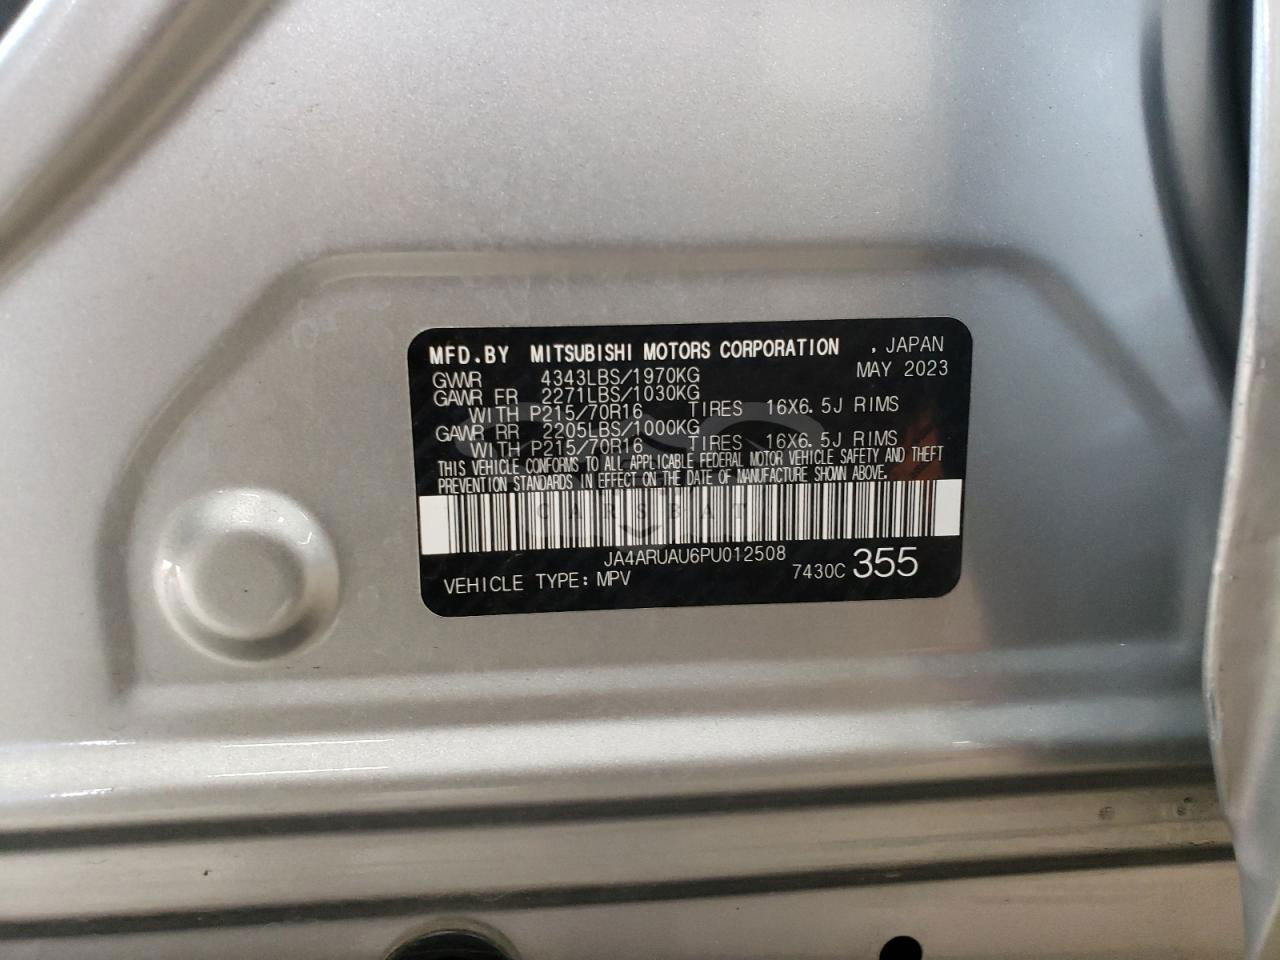 MFD.BY MITSUBISHI MOTORS CORPORATION , JAPAN
GVWR 4343LBS/1970KG MAY 2023
GAWR FR 2271LBS/1030KG
WITH P215/70R16 TIRES 16X6.5J RIMS
GAWR RR 2205LBS/1000KG
WITH P215/70R16 TIRES 16X6.5J RIMS
THIS VEHICLE CONFORMS TO ALL APPLICABLE FEDERAL MOTOR VEHICLE SAFETY AND THEFT
PREVENTION STANDARDS IN EFFECT ON THE DATE OF MANUFACTURE SHOWN ABOVE.
CARSBAT
JA4ARUAU6PU012508
VEHICLE TYPE: MPV 7430C 355